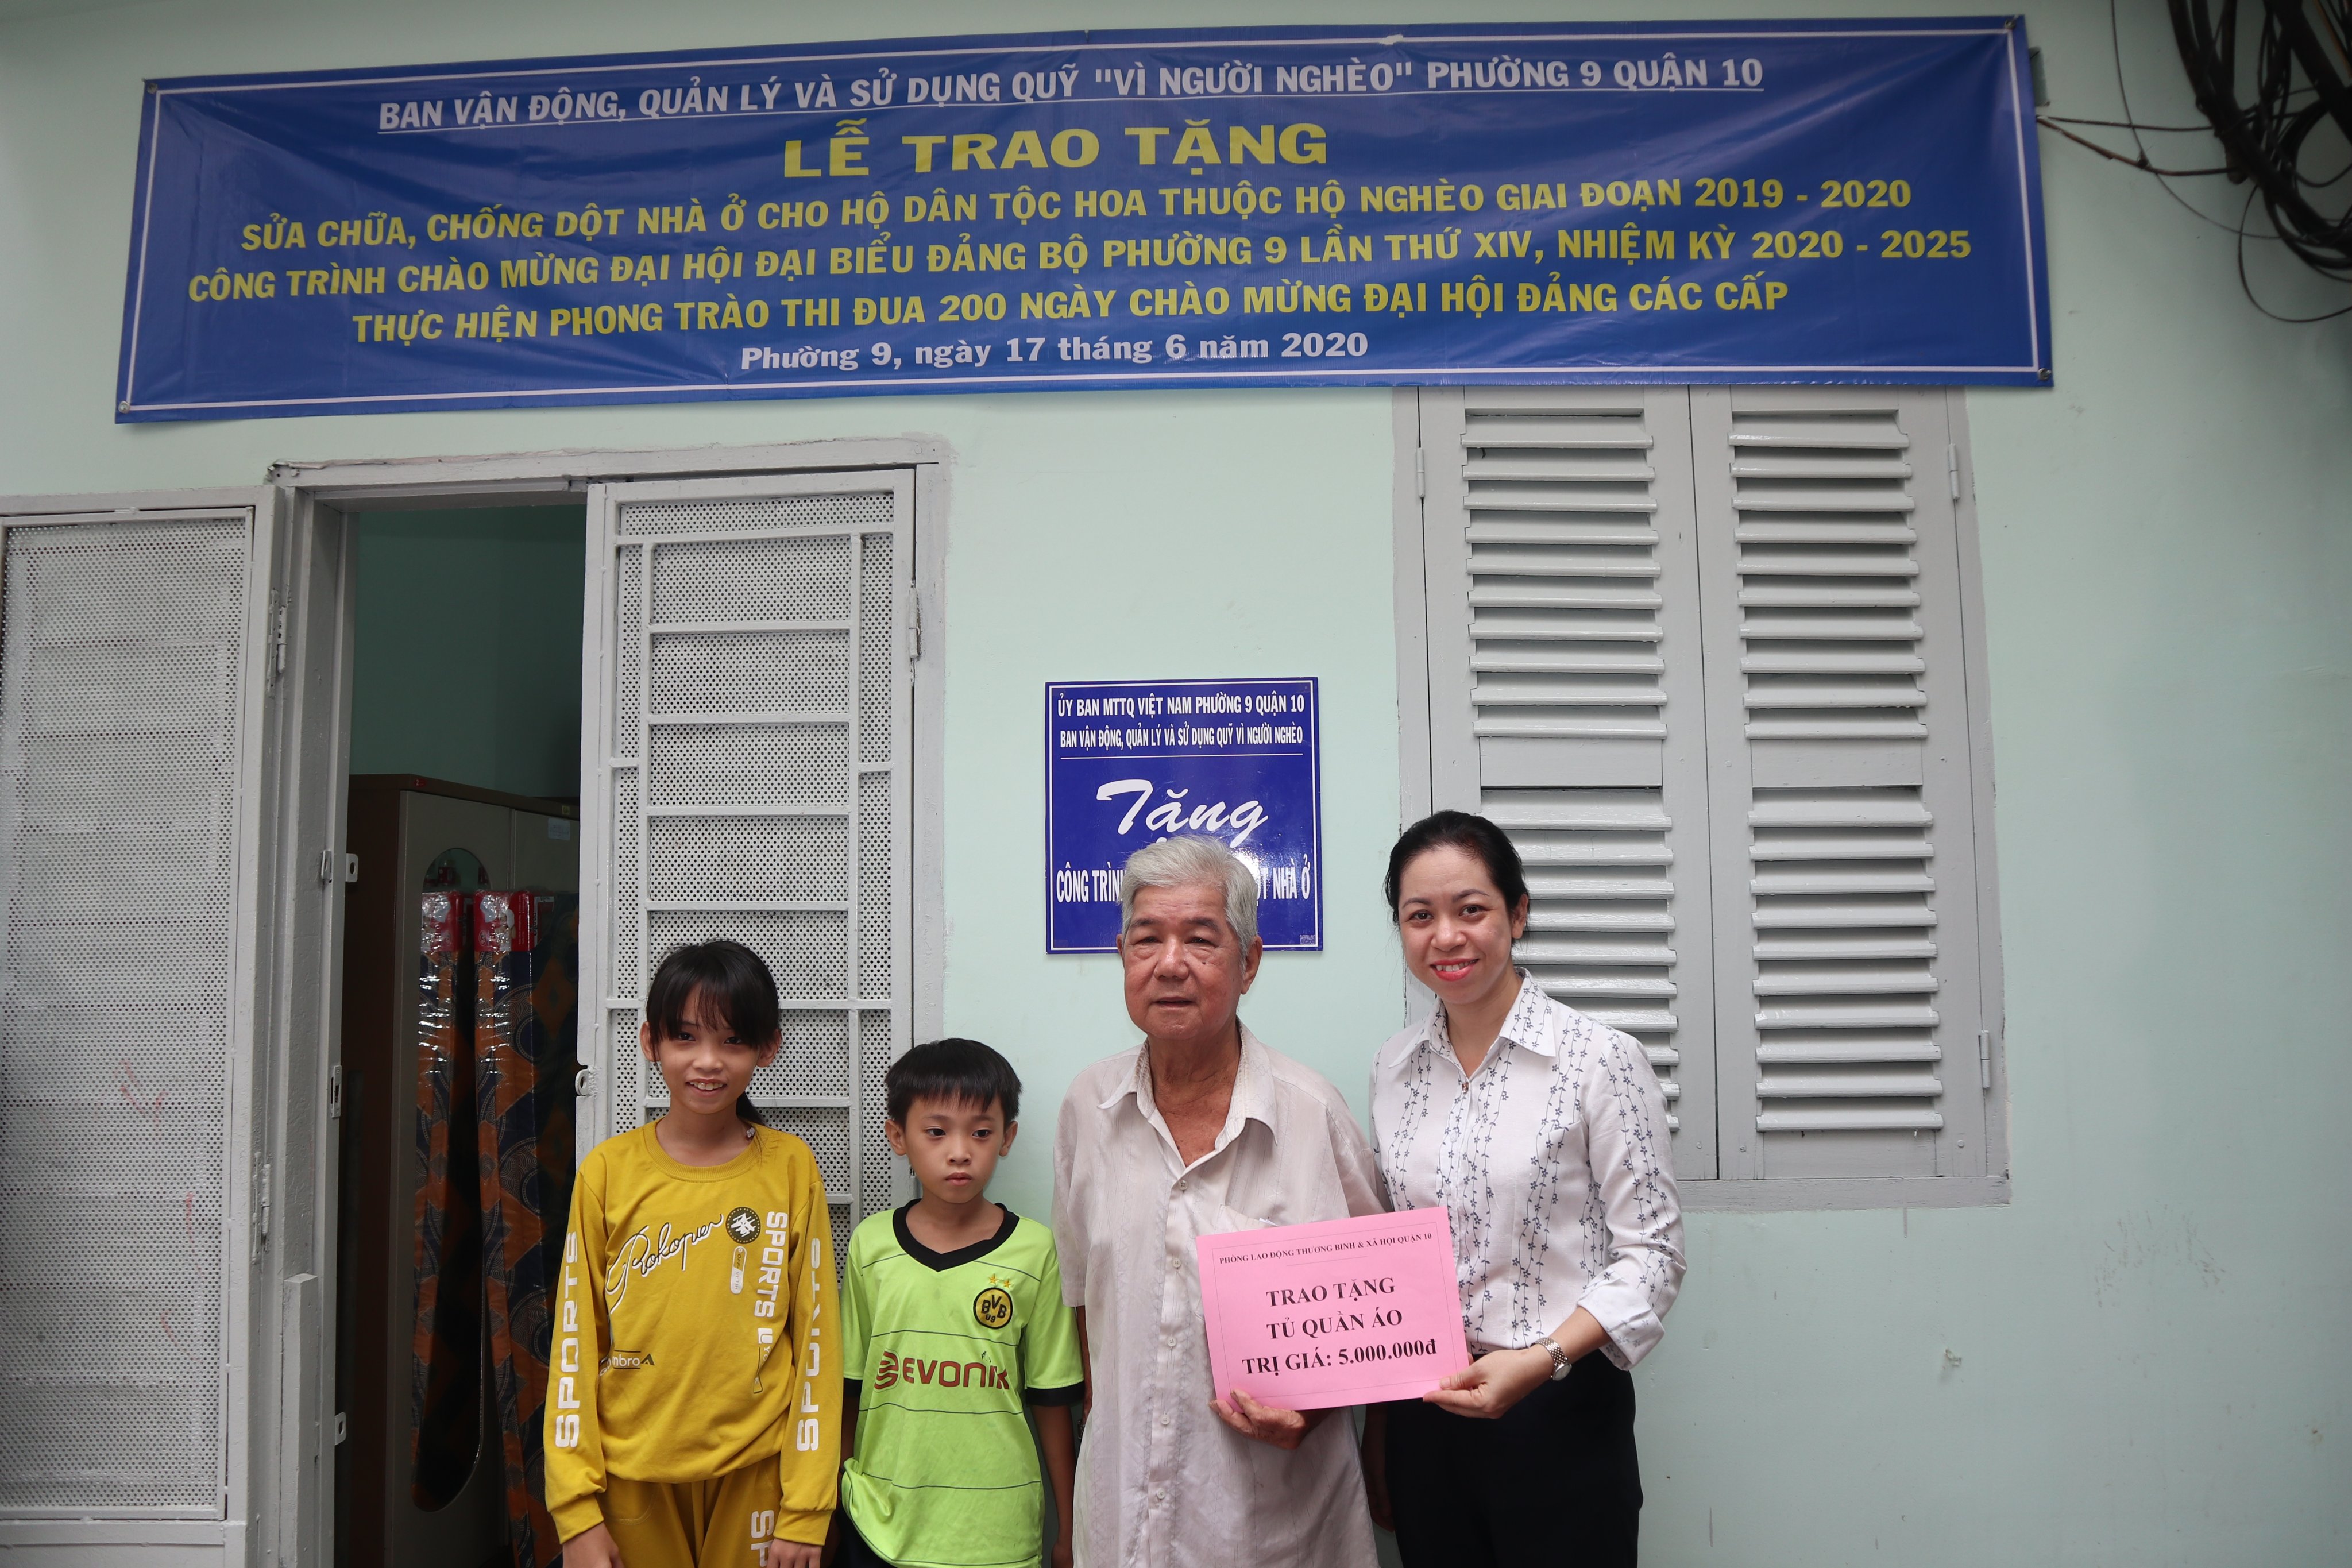 BAN VẬN ĐỘNG, QUẢN LÝ VÀ SỬ DỤNG QUỸ "VÌ NGƯỜI NGHÈO" PHƯỜNG 9 QUẬN 10
LỄ TRAO TẶNG
SỬA CHỮA, CHỐNG DỘT NHÀ Ở CHO HỘ DÂN TỘC HOA THUỘC HỘ NGHÈO GIAI ĐOẠN 2019 - 2020
CÔNG TRÌNH CHÀO MỪNG ĐẠI HỘI ĐẠI BIỂU ĐẢNG BỘ PHƯỜNG 9 LẦN THỨ XIV, NHIỆM KỲ 2020 - 2025
THỰC HIỆN PHONG TRÀO THI ĐUA 200 NGÀY CHÀO MỪNG ĐẠI HỘI ĐẢNG CÁC CẤP
Phường 9, ngày 17 tháng 6 năm 2020
ỦY BAN MTTQ VIỆT NAM PHƯỜNG 9 QUẬN 10
BAN VẬN ĐỘNG, QUẢN LÝ VÀ SỬ DỤNG QUỸ VÌ NGƯỜI NGHÈO
Tặng
CÔNG TRÌN ỘT NHÀ Ở
PHÒNG LAO ĐỘNG THƯƠNG BINH & XÃ HỘI QUẬN 10
TRAO TẶNG
TỦ QUẦN ÁO
TRỊ GIÁ: 5.000.000đ
Rokopier
SPORTS
SPORTS
SPORTS
SP
BVB
09
EVONIK